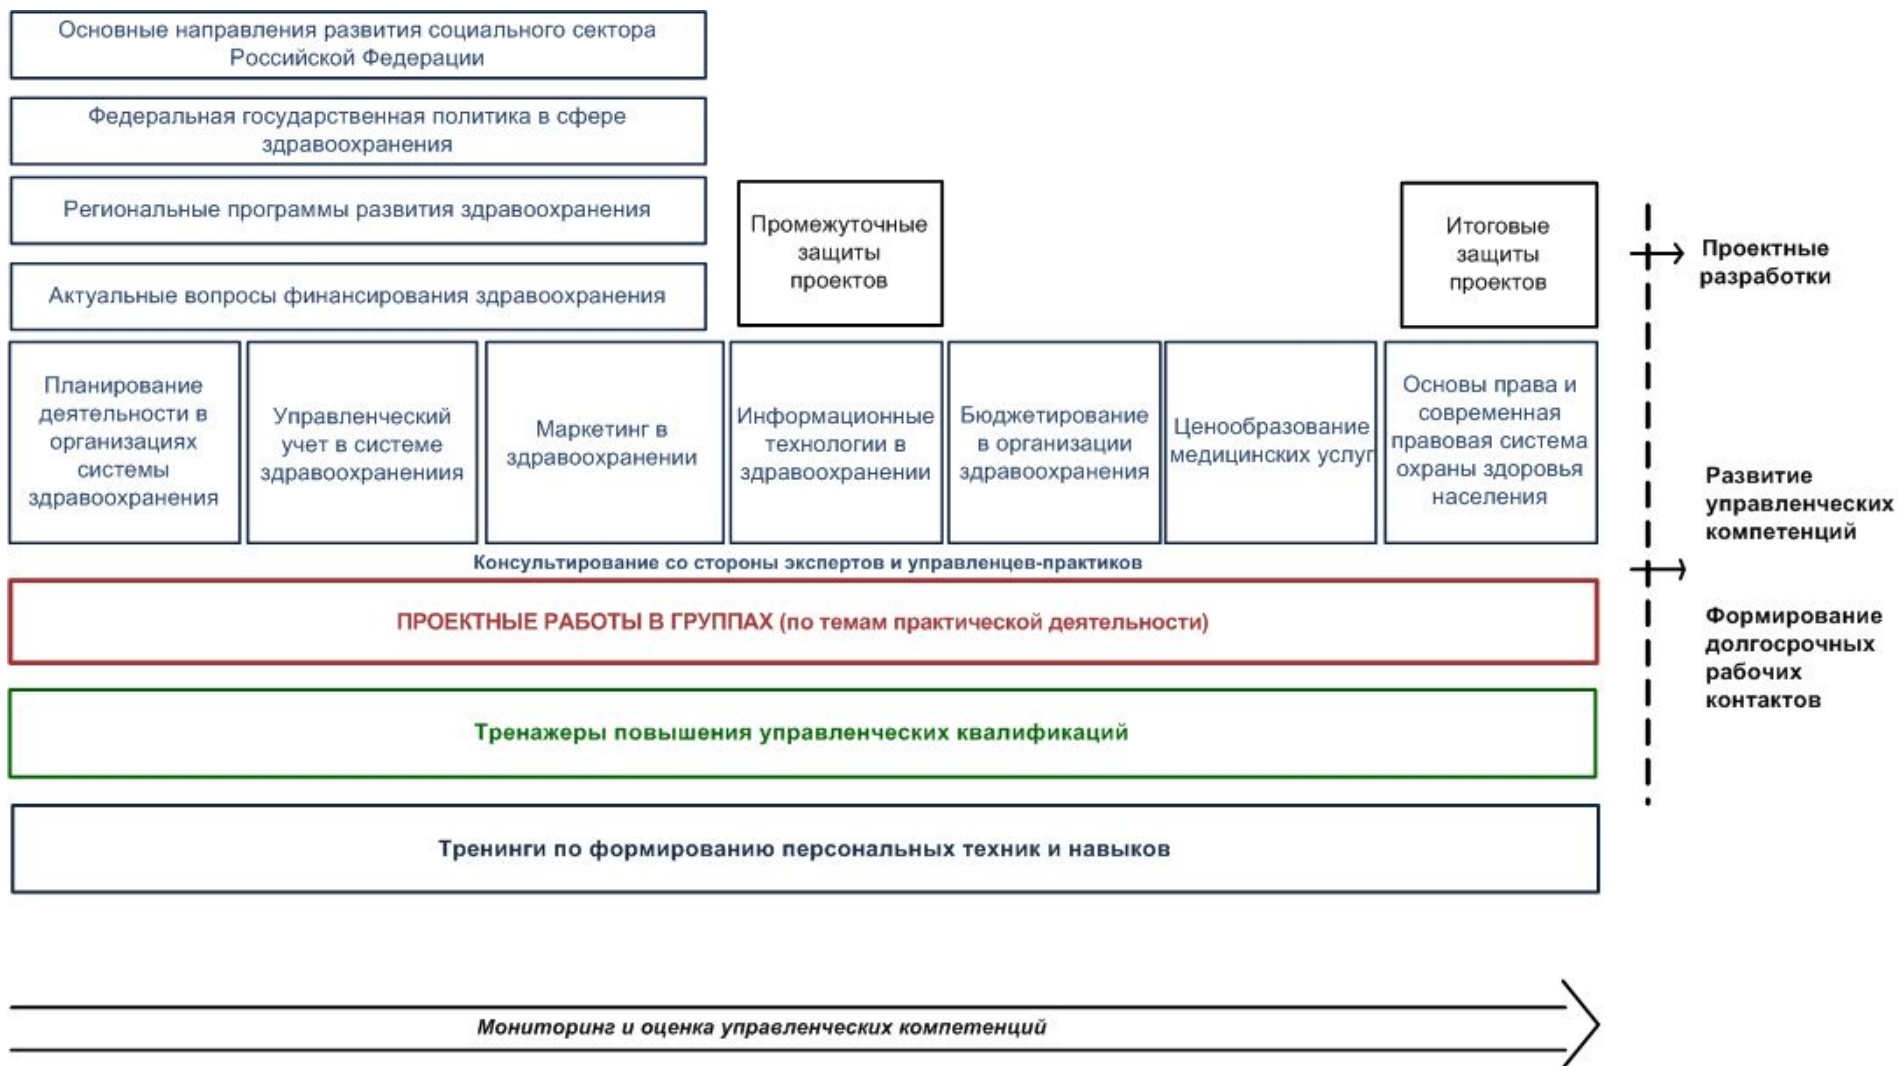 Основные направления развития социального сектора
Российской Федерации
Федеральная государственная политика в сфере
здравоохранения
Региональные программы развития здравоохранения
Актуальные вопросы финансирования здравоохранения
Промежуточные
защиты
проектов
Итоговые
защиты
проектов
Проектные
разработки
Планирование
деятельности в
организациях
системы
здравоохранения
Управленческий
учет в системе
здравоохранениия
Маркетинг в
здравоохранении
Информационные
технологии в
здравоохранении
Бюджетирование
в организации
здравоохранения
Ценообразование
медицинских услуг
Основы права и
современная
правовая система
охраны здоровья
населения
Развитие
управленческих
компетенций
Консультирование со стороны экспертов и управленцев-практиков
ПРОЕКТНЫЕ РАБОТЫ В ГРУППАХ (по темам практической деятельности)
Формирование
долгосрочных
рабочих
контактов
Тренажеры повышения управленческих квалификаций
Тренинги по формированию персональных техник и навыков
Мониторинг и оценка управленческих компетенций